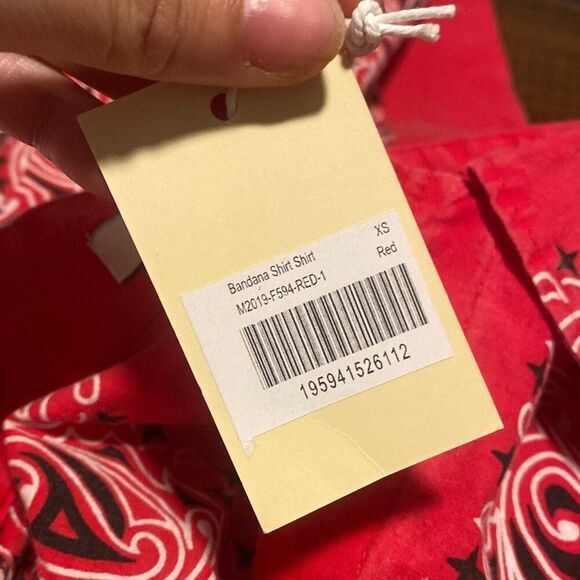 Bandana Shirt Shirt XS
M2019-F594-RED-1 Red
195941526112